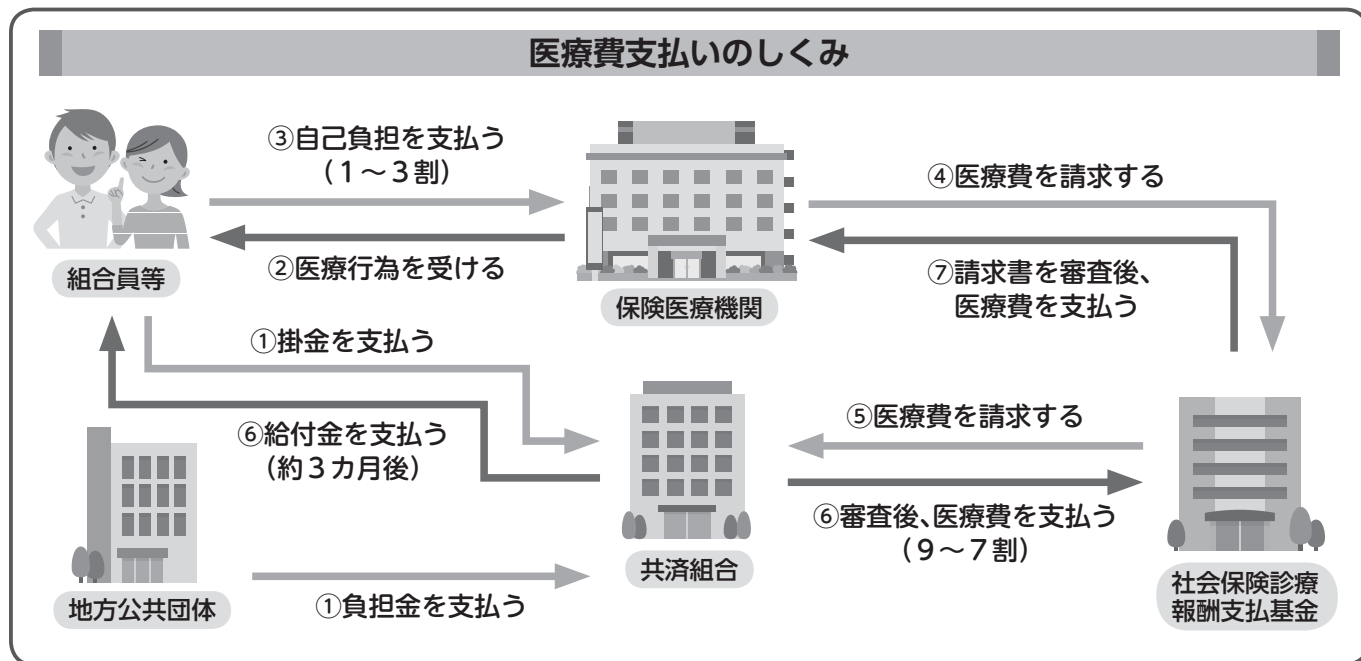 医療費支払いのしくみ
③自己負担を支払う
（1～3割）
④医療費を請求する
②医療行為を受ける
組合員等
保険医療機関
⑦請求書を審査後、
医療費を支払う
①掛金を支払う
⑥給付金を支払う
（約3カ月後）
⑤医療費を請求する
⑥審査後、医療費を支払う
（9～7割）
共済組合
地方公共団体
①負担金を支払う
社会保険診療
報酬支払基金